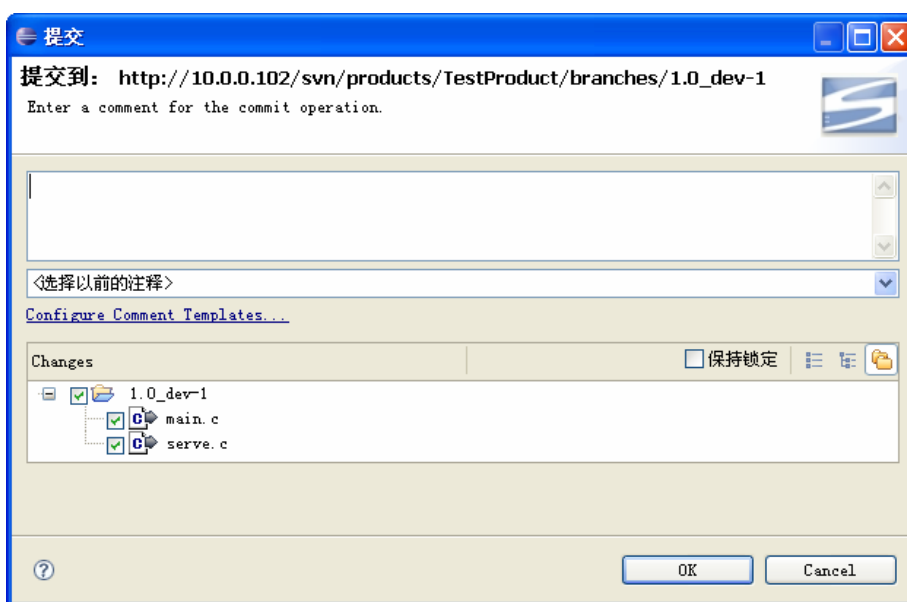 提交
提交到: http://10.0.0.102/svn/products/TestProduct/branches/1.0_dev-1
Enter a comment for the commit operation.
<选择以前的注释>
Configure Comment Templates...
Changes 保持锁定
1.0_dev-1
main.c
serve.c
OK Cancel